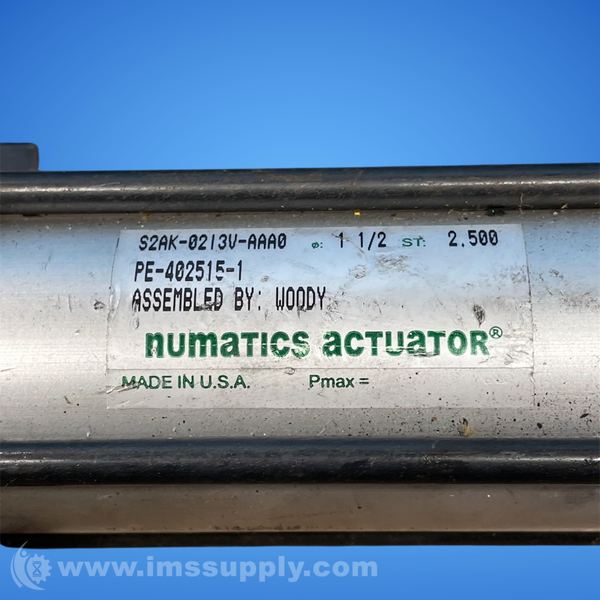 S2AK-02I3V-AAA0 ø: 1 1/2 ST: 2.500
PE-402515-1
ASSEMBLED BY: WOODY
numatics actuator®
MADE IN U.S.A. Pmax =
www.imssupply.com